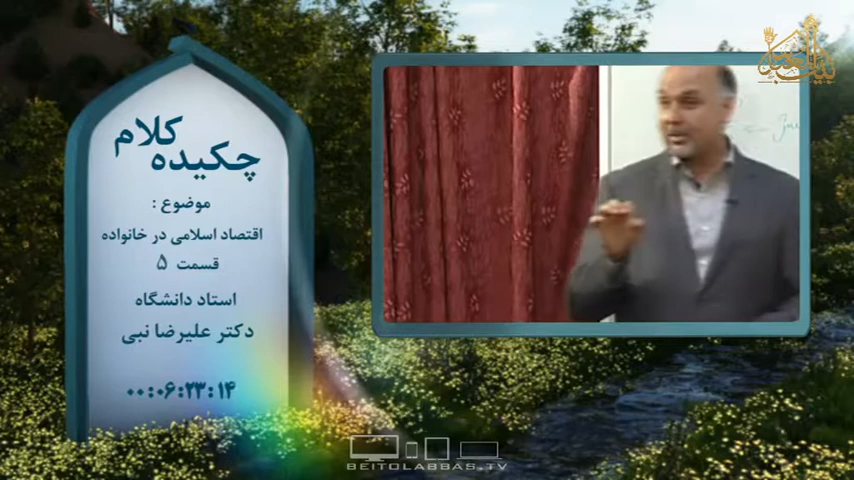 چکیده کلام
موضوع :
اقتصاد اسلامی در خانواده
قسمت ۵
استاد دانشگاه
دکتر علیرضا نبی
۰۰:۰۶:۲۳:۱۴
BEITOLABBAS.TV